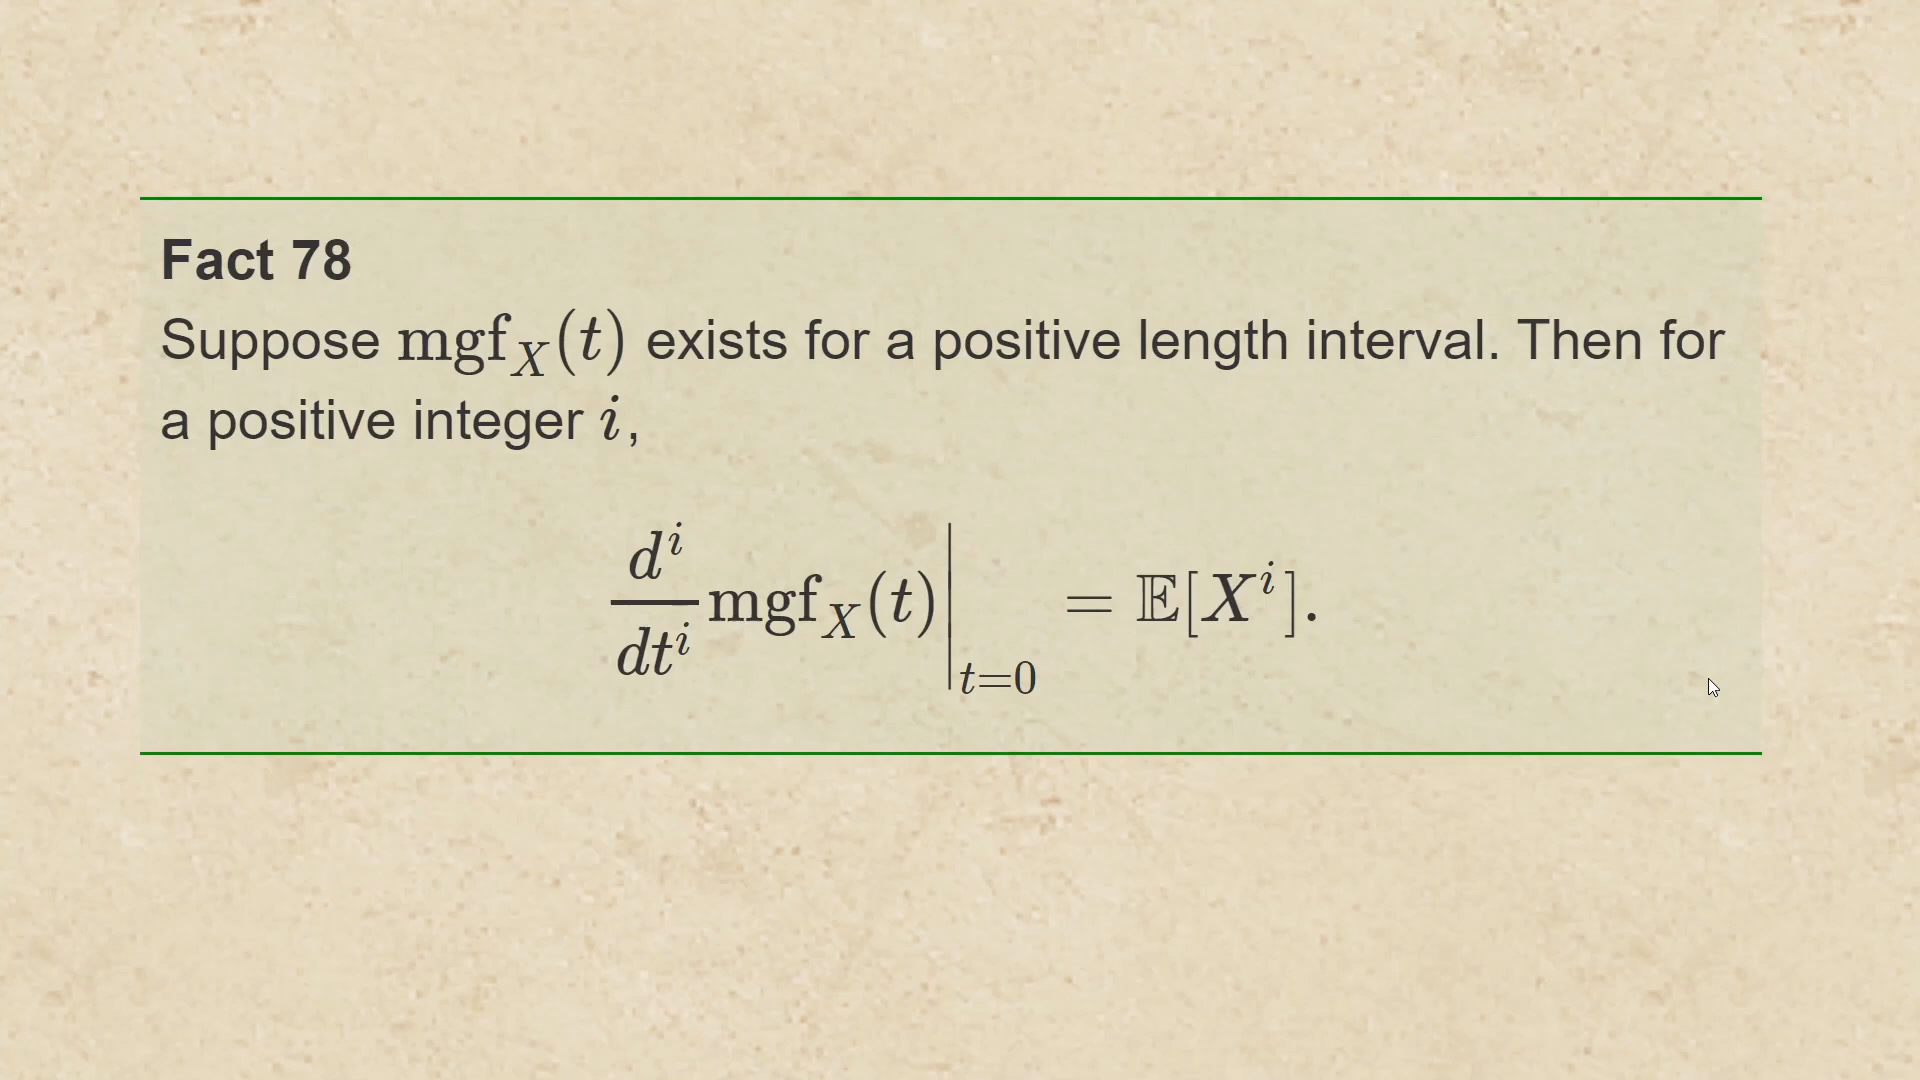 Fact 78
Suppose mgf_X(t) exists for a positive length interval. Then for
a positive integer i,
d^i/dt^i mgf_X(t)|_{t=0} = 𝔼[X^i].